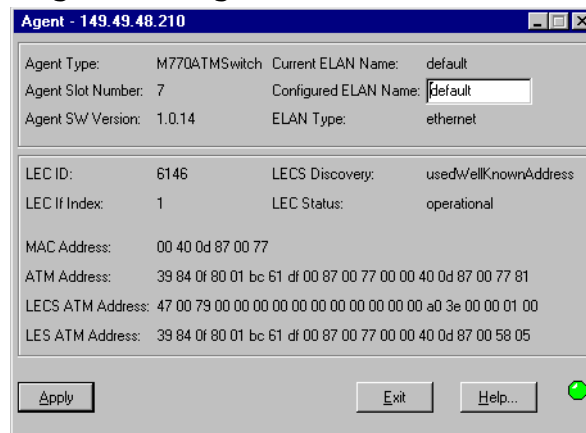 Agent - 149.49.48.210
Agent Type: M770ATMSwitch Current ELAN Name: default
Agent Slot Number: 7 Configured ELAN Name: default
Agent SW Version: 1.0.14 ELAN Type: ethernet
LEC ID: 6146 LECS Discovery: usedWellKnownAddress
LEC If Index: 1 LEC Status: operational
MAC Address: 00 40 0d 87 00 77
ATM Address: 39 84 0f 80 01 bc 61 df 00 87 00 77 00 00 40 0d 87 00 77 81
LECS ATM Address: 47 00 79 00 00 00 00 00 00 00 00 00 00 00 a0 3e 00 00 01 00
LES ATM Address: 39 84 0f 80 01 bc 61 df 00 87 00 77 00 00 40 0d 87 00 58 05
Apply Exit Help...